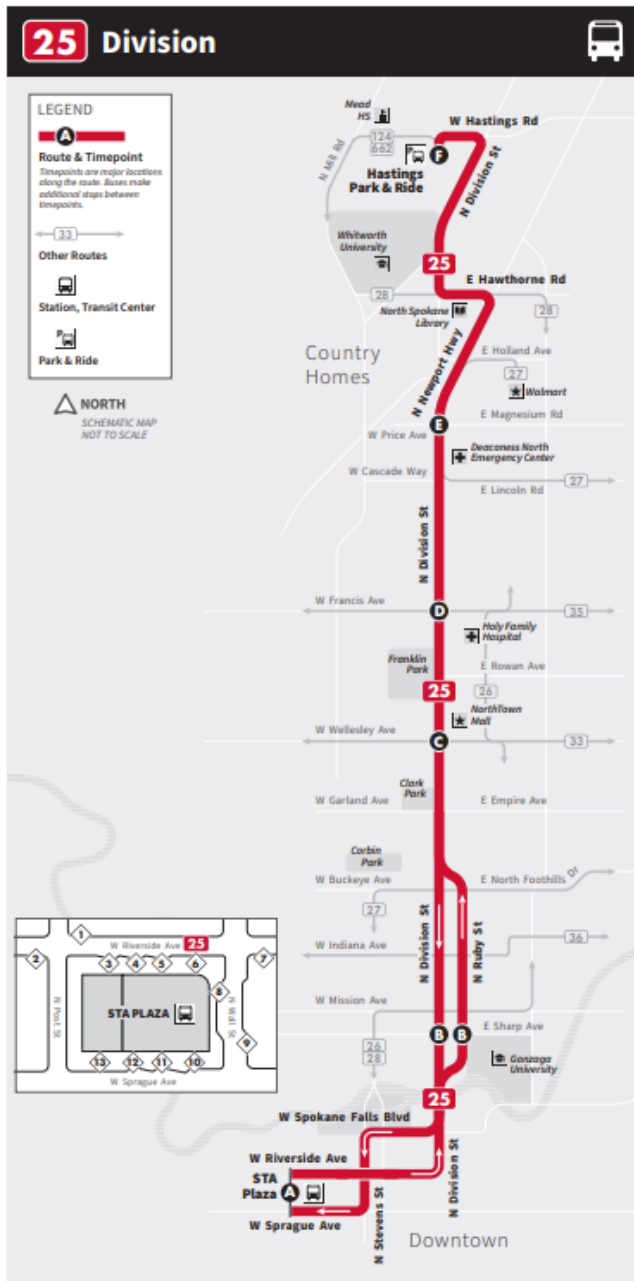 25 Division
LEGEND
A
Route & Timepoint
Timepoints are major locations
along the route. Buses make
additional stops between
timepoints.
33
Other Routes
Station, Transit Center
P
Park & Ride
NORTH
SCHEMATIC MAP
NOT TO SCALE
Mead
HS
W Hastings Rd
124
662
N Mill Rd
P
F
Hastings
Park & Ride
N Division St
Whitworth
University
25
E Hawthorne Rd
28
North Spokane
Library
28
Country
Homes
N Newport Hwy
E Holland Ave
27
Walmart
E Magnesium Rd
E
W Price Ave
Deaconess North
Emergency Center
W Cascade Way
27
E Lincoln Rd
N Division St
W Francis Ave
D
35
Holy Family
Hospital
Franklin
Park
E Rowan Ave
25
26
NorthTown
Mall
W Wellesley Ave
C
33
Clark
Park
W Garland Ave
E Empire Ave
Corbin
Park
W Buckeye Ave
E North Foothills Dr
27
N Division St
N Ruby St
W Indiana Ave
36
W Mission Ave
B
B
E Sharp Ave
26
28
Gonzaga
University
25
W Spokane Falls Blvd
W Riverside Ave
STA
Plaza
A
W Sprague Ave
N Stevens St
N Division St
Downtown
1
W Riverside Ave 25
2
3
4
5
6
7
N Post St
STA PLAZA
8
N Wall St
9
13
12
11
10
W Sprague Ave